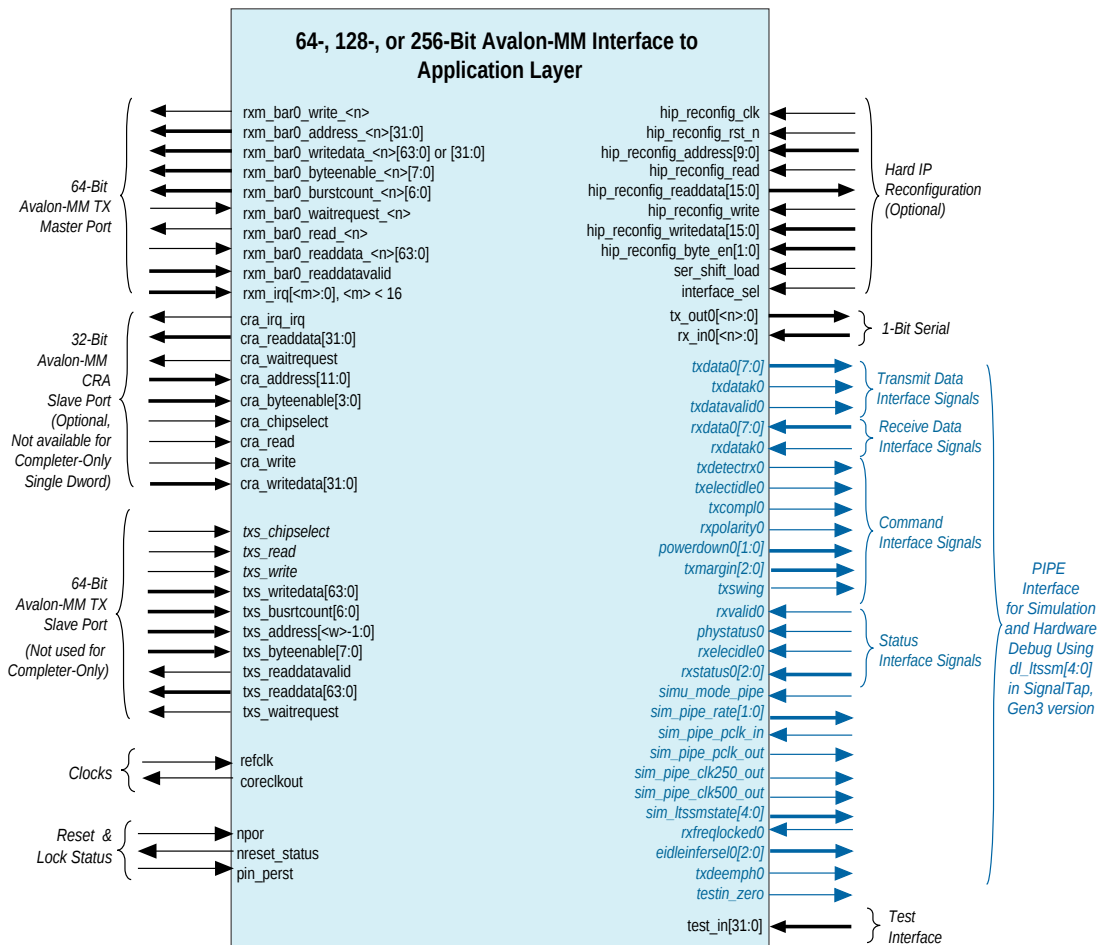 64-, 128-, or 256-Bit Avalon-MM Interface to
Application Layer
64-Bit
Avalon-MM TX
Master Port
rxm_bar0_write_<n>
rxm_bar0_address_<n>[31:0]
rxm_bar0_writedata_<n>[63:0] or [31:0]
rxm_bar0_byteenable_<n>[7:0]
rxm_bar0_burstcount_<n>[6:0]
rxm_bar0_waitrequest_<n>
rxm_bar0_read_<n>
rxm_bar0_readdata_<n>[63:0]
rxm_bar0_readdatavalid
rxm_irq[<m>:0], <m> < 16
32-Bit
Avalon-MM
CRA
Slave Port
(Optional,
Not available for
Completer-Only
Single Dword)
cra_irq_irq
cra_readdata[31:0]
cra_waitrequest
cra_address[11:0]
cra_byteenable[3:0]
cra_chipselect
cra_read
cra_write
cra_writedata[31:0]
64-Bit
Avalon-MM TX
Slave Port
(Not used for
Completer-Only)
txs_chipselect
txs_read
txs_write
txs_writedata[63:0]
txs_busrtcount[6:0]
txs_address[<w>-1:0]
txs_byteenable[7:0]
txs_readdatavalid
txs_readdata[63:0]
txs_waitrequest
Clocks
refclk
coreclkout
Reset &
Lock Status
npor
nreset_status
pin_perst
hip_reconfig_clk
hip_reconfig_rst_n
hip_reconfig_address[9:0]
hip_reconfig_read
hip_reconfig_readdata[15:0]
hip_reconfig_write
hip_reconfig_writedata[15:0]
hip_reconfig_byte_en[1:0]
ser_shift_load
interface_sel
Hard IP
Reconfiguration
(Optional)
tx_out0[<n>:0]
rx_in0[<n>:0]
1-Bit Serial
txdata0[7:0]
txdatak0
txdatavalid0
Transmit Data
Interface Signals
rxdata0[7:0]
rxdatak0
Receive Data
Interface Signals
txdetectrx0
txelectidle0
txcompl0
rxpolarity0
powerdown0[1:0]
txmargin[2:0]
txswing
Command
Interface Signals
rxvalid0
phystatus0
rxelecidle0
rxstatus0[2:0]
Status
Interface Signals
simu_mode_pipe
sim_pipe_rate[1:0]
sim_pipe_pclk_in
sim_pipe_pclk_out
sim_pipe_clk250_out
sim_pipe_clk500_out
sim_ltssmstate[4:0]
rxfreqlocked0
eidleinfersel0[2:0]
txdeemph0
testin_zero
PIPE
Interface
for Simulation
and Hardware
Debug Using
dl_ltssm[4:0]
in SignalTap,
Gen3 version
test_in[31:0]
Test
Interface